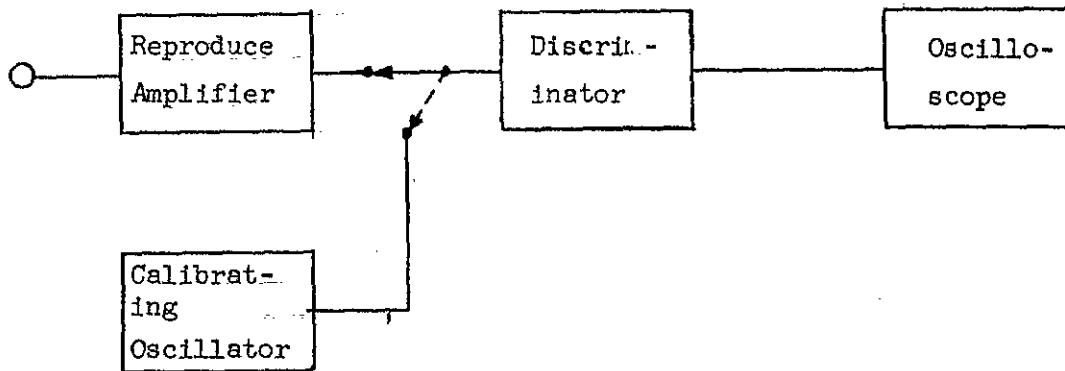 Reproduce
Amplifier
Discrim-
inator
Oscillo-
scope
Calibrat-
ing
Oscillator